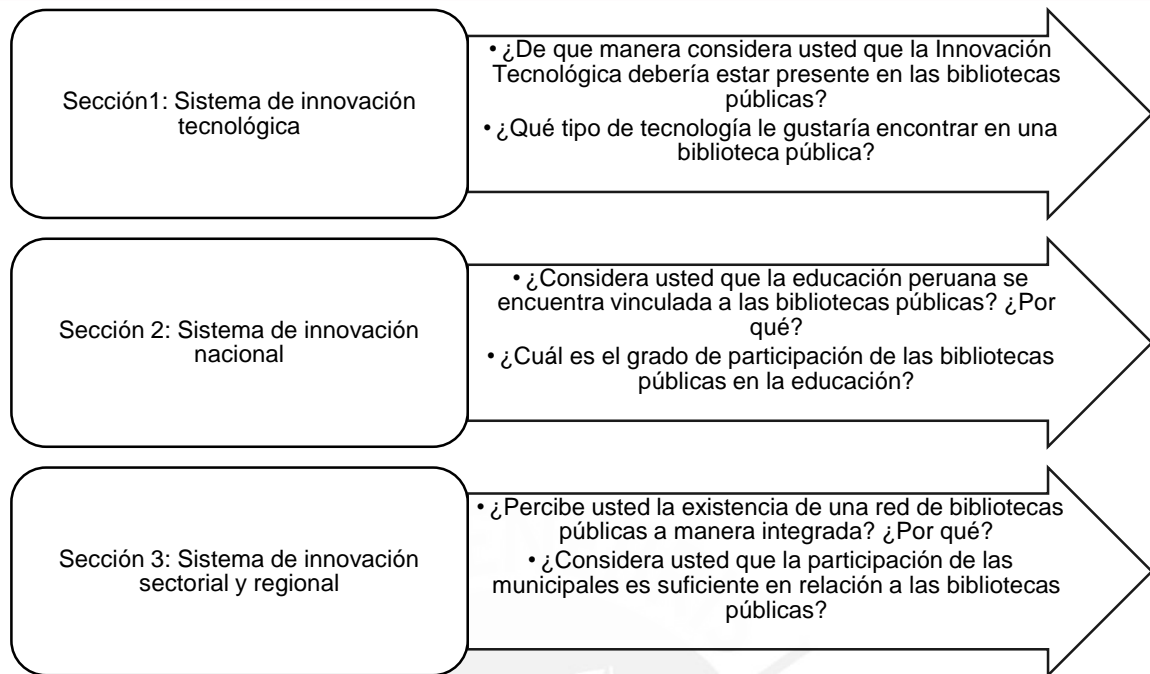 Sección1: Sistema de innovación
tecnológica
• ¿De que manera considera usted que la Innovación
Tecnológica debería estar presente en las bibliotecas
públicas?
• ¿Qué tipo de tecnología le gustaría encontrar en una
biblioteca pública?
Sección 2: Sistema de innovación
nacional
• ¿Considera usted que la educación peruana se
encuentra vinculada a las bibliotecas públicas? ¿Por
qué?
• ¿Cuál es el grado de participación de las bibliotecas
públicas en la educación?
Sección 3: Sistema de innovación
sectorial y regional
• ¿Percibe usted la existencia de una red de bibliotecas
públicas a manera integrada? ¿Por qué?
• ¿Considera usted que la participación de las
municipales es suficiente en relación a las bibliotecas
públicas?